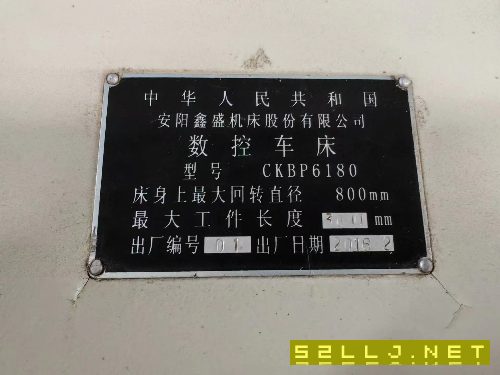 中华人民共和国
安阳鑫盛机床股份有限公司
数控车床
型号 CKBP6180
床身上最大回转直径 800mm
最大工件长度 mm
出厂编号 01 出厂日期 2018 2
52LLJ.NET